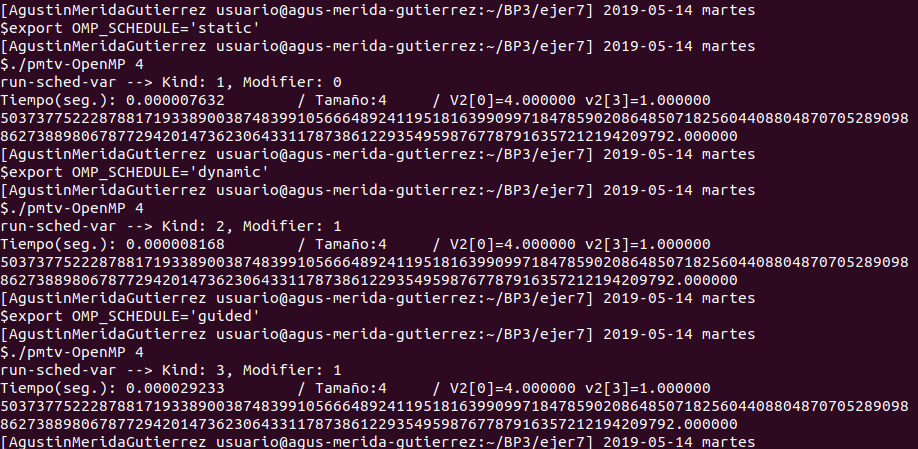 [AgustinMeridaGutierrez usuario@agus-merida-gutierrez:~/BP3/ejer7] 2019-05-14 martes
$export OMP_SCHEDULE='static'
[AgustinMeridaGutierrez usuario@agus-merida-gutierrez:~/BP3/ejer7] 2019-05-14 martes
$./pmtv-OpenMP 4
run-sched-var --> Kind: 1, Modifier: 0
Tiempo(seg.): 0.000007632        / Tamaño:4     / V2[0]=4.000000 v2[3]=1.000000
503737752228788171933890038748399105666489241195181639909971847859020864850718256044088048707052890988627388980678772942014736230643311787386122935495987677879163572121942 09792.000000
[AgustinMeridaGutierrez usuario@agus-merida-gutierrez:~/BP3/ejer7] 2019-05-14 martes
$export OMP_SCHEDULE='dynamic'
[AgustinMeridaGutierrez usuario@agus-merida-gutierrez:~/BP3/ejer7] 2019-05-14 martes
$./pmtv-OpenMP 4
run-sched-var --> Kind: 2, Modifier: 1
Tiempo(seg.): 0.000008168        / Tamaño:4     / V2[0]=4.000000 v2[3]=1.000000
50373775222878817193389003874839910566648924119518163990997184785902086485071825604408804870705289098
8627388980678772942014736230643311787386122935495987677879163572121942 09792.000000
[AgustinMeridaGutierrez usuario@agus-merida-gutierrez:~/BP3/ejer7] 2019-05-14 martes
$export OMP_SCHEDULE='guided'
[AgustinMeridaGutierrez usuario@agus-merida-gutierrez:~/BP3/ejer7] 2019-05-14 martes
$./pmtv-OpenMP 4
run-sched-var --> Kind: 3, Modifier: 1
Tiempo(seg.): 0.000029233        / Tamaño:4     / V2[0]=4.000000 v2[3]=1.000000
50373775222878817193389003874839910566648924119518163990997184785902086485071825604408804870705289098
862738898067877294201473623064331178738612293549598767787916357212194209792.000000
[AgustinMeridaGutierrez usuario@agus-merida-gutierrez:~/BP3/ejer7] 2019-05-14 martes